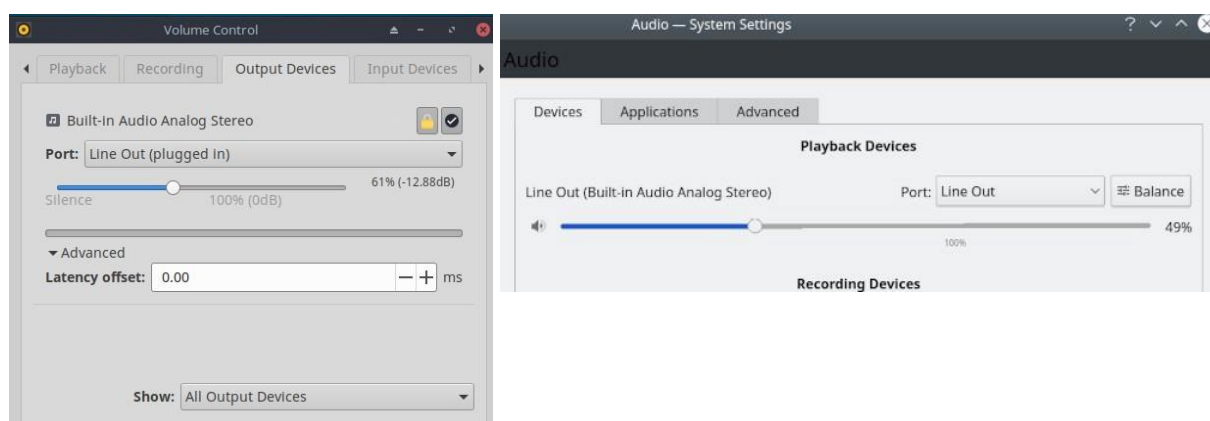 Volume Control
Playback Recording Output Devices Input Devices
Built-in Audio Analog Stereo
Port: Line Out (plugged in)
61% (-12.88dB)
Silence 100% (0dB)
Advanced
Latency offset: 0.00 ms
Show: All Output Devices
Audio — System Settings
Audio
Devices Applications Advanced
Playback Devices
Line Out (Built-in Audio Analog Stereo) Port: Line Out Balance
49%
100%
Recording Devices